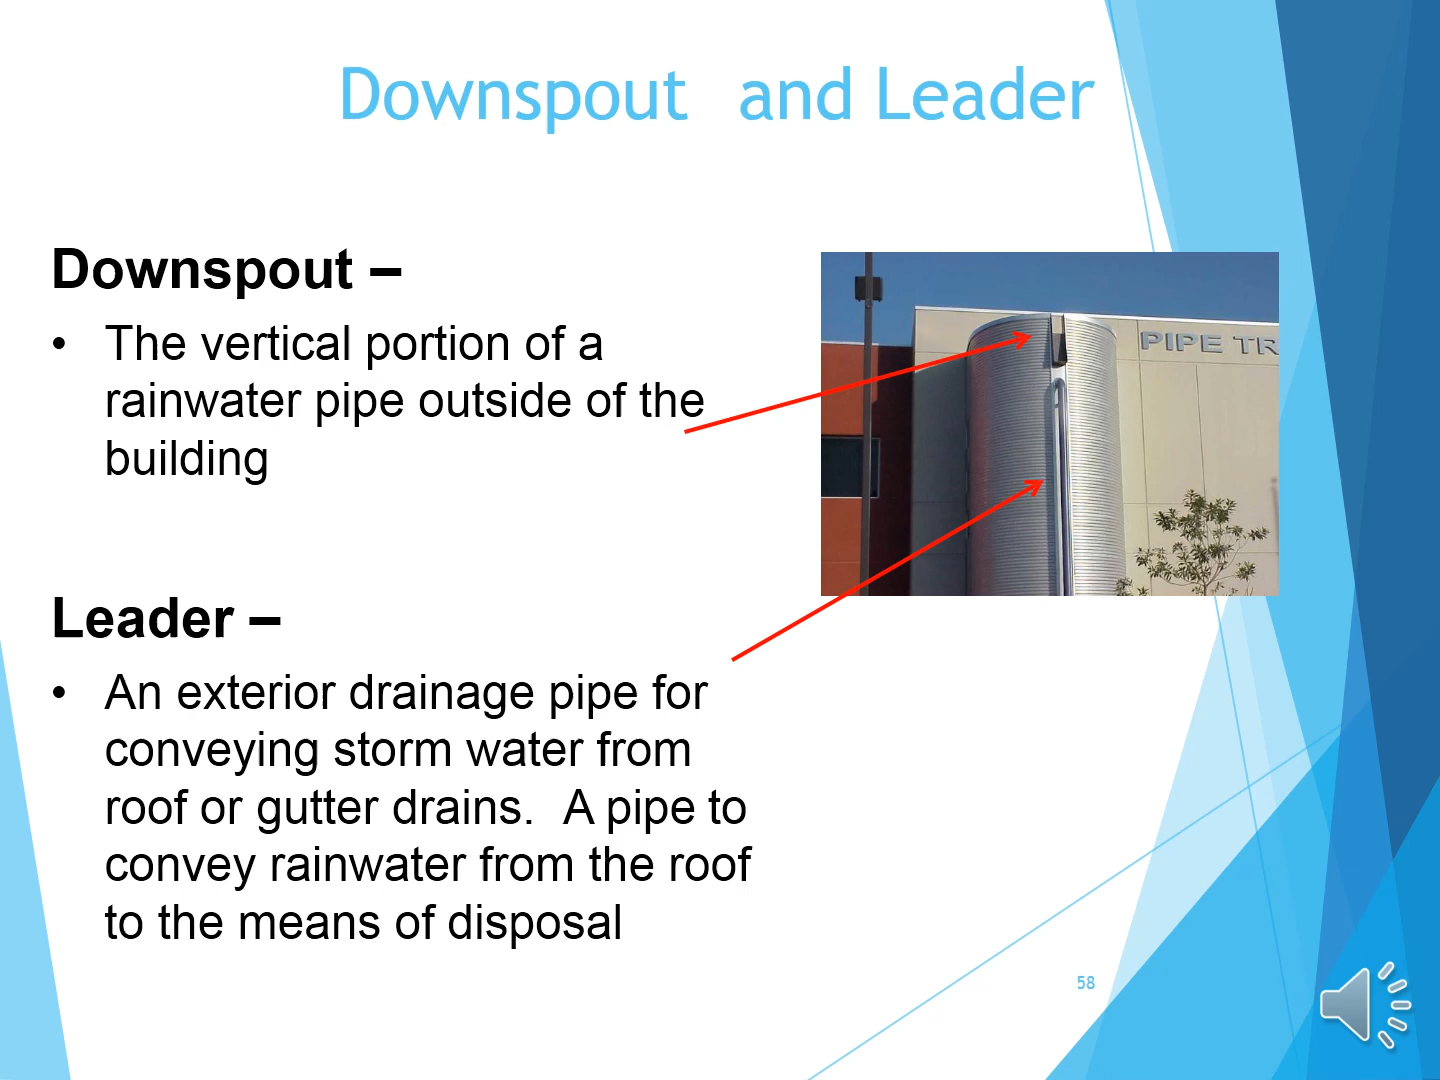 Downspout and Leader
Downspout –
• The vertical portion of a
rainwater pipe outside of the
building
PIPE TR
Leader –
• An exterior drainage pipe for
conveying storm water from
roof or gutter drains. A pipe to
convey rainwater from the roof
to the means of disposal
58